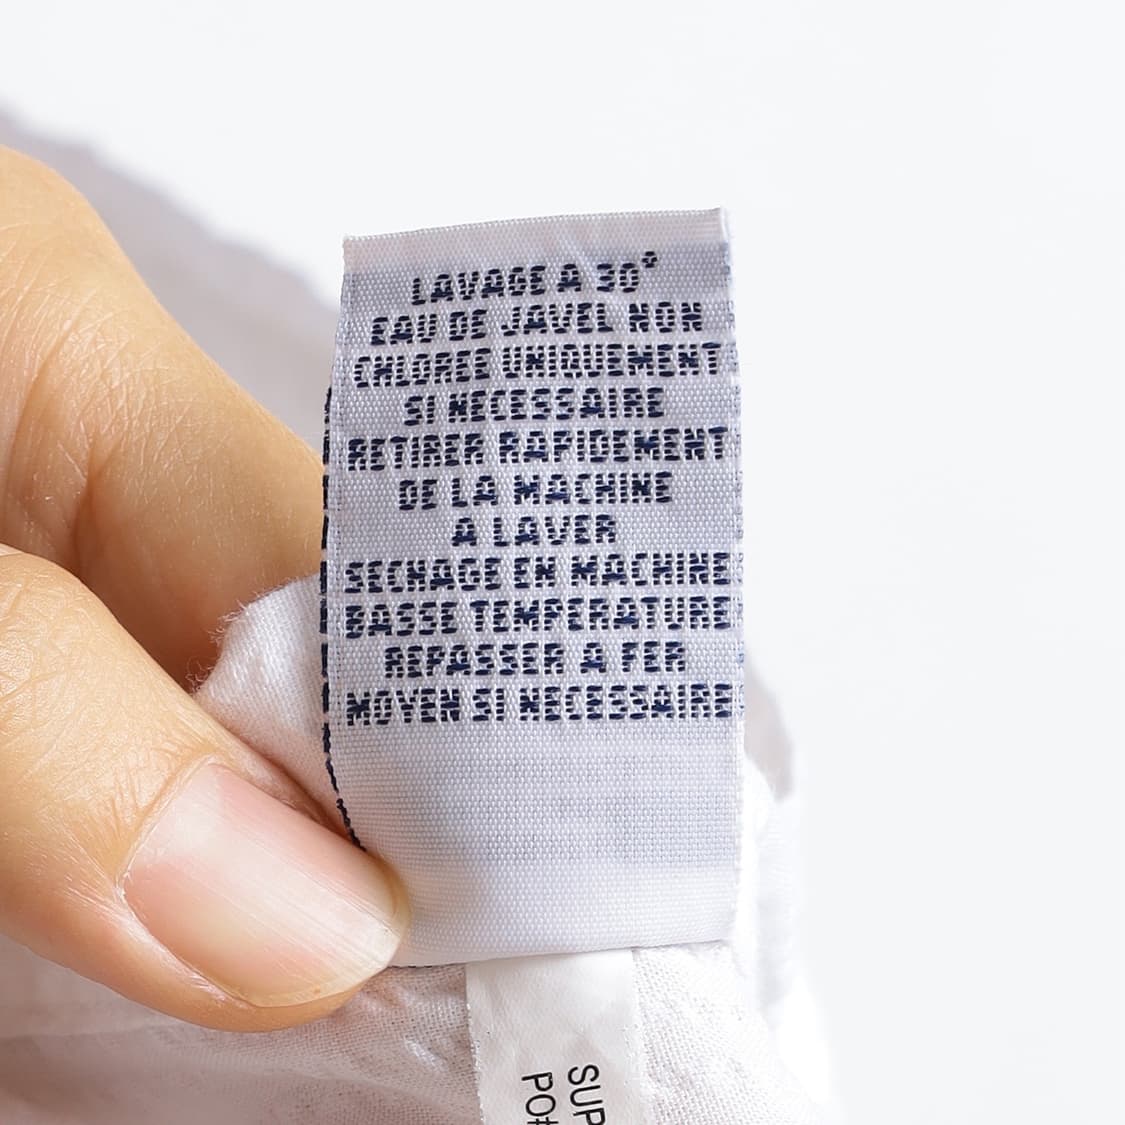 LAVAGE A 30°
EAU DE JAVEL NON
CHLOREE UNIQUEMENT
SI NECESSAIRE
RETIRER RAPIDEMENT
DE LA MACHINE
A LAVER
SECHAGE EN MACHINE
BASSE TEMPERATURE
REPASSER A FER
MOYEN SI NECESSAIRE
SUP
PO#